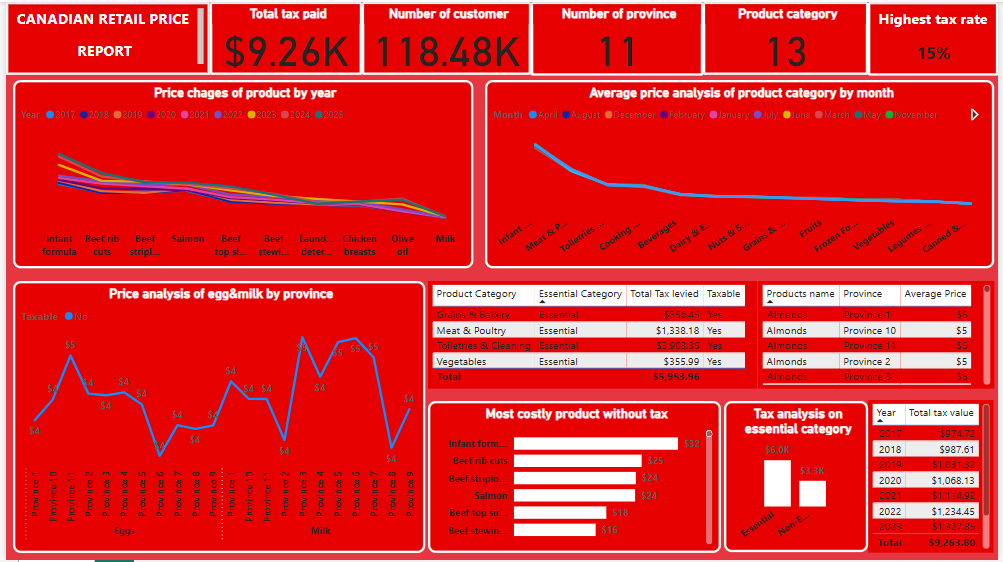 CANADIAN RETAIL PRICE
REPORT
Total tax paid
$9.26K
Number of customer
118.48K
Number of province
11
Product category
13
Highest tax rate
15%
Price chages of product by year
Year 2017 2018 2019 2020 2021 2022 2023 2024 2025
Infant formula
Beef rib cuts
Beef stripl...
Salmon
Beef top si...
Beef stewi...
Laund... deter...
Chicken breasts
Olive oil
Milk
Average price analysis of product category by month
Month April August December February January July June March May November
Infant ...
Meat & P...
Toiletries ...
Cooking ...
Beverages
Dairy & E...
Nuts & S...
Grains & ...
Fruits
Frozen Fo...
Vegetables
Legumes ...
Canned &...
Price analysis of egg&milk by province
Taxable No
$4 $4 $5 $4 $4 $4 $4 $4 $4 $4 $4
$4 $4 $4 $4 $4 $5 $5 $5 $4 $4
Province 1
Province 10
Province 11
Province 2
Province 3
Province 4
Province 5
Province 6
Province 7
Province 8
Province 9
Province 1
Province 10
Province 11
Province 2
Province 3
Province 4
Province 5
Province 6
Province 7
Province 8
Province 9
Eggs
Milk
Product Category Essential Category Total Tax levied Taxable
Grains & Bakery Essential $356.45 Yes
Meat & Poultry Essential $1,338.18 Yes
Toiletries & Cleaning Essential $3,903.35 Yes
Vegetables Essential $355.99 Yes
Total $5,953.96
Products name Province Average Price
Almonds Province 1 $5
Almonds Province 10 $5
Almonds Province 11 $5
Almonds Province 2 $5
Almonds Province 3 $5
Most costly product without tax
Infant form... $32
Beef rib cuts $25
Beef striplo... $24
Salmon $24
Beef top su... $18
Beef stewin... $16
Tax analysis on
essential category
$6.0K
$3.3K
Essential
Non-E...
Year Total tax value
2017 $974.72
2018 $987.61
2019 $1,031.32
2020 $1,068.13
2021 $1,114.92
2022 $1,234.45
2023 $1,327.85
Total $9,263.80